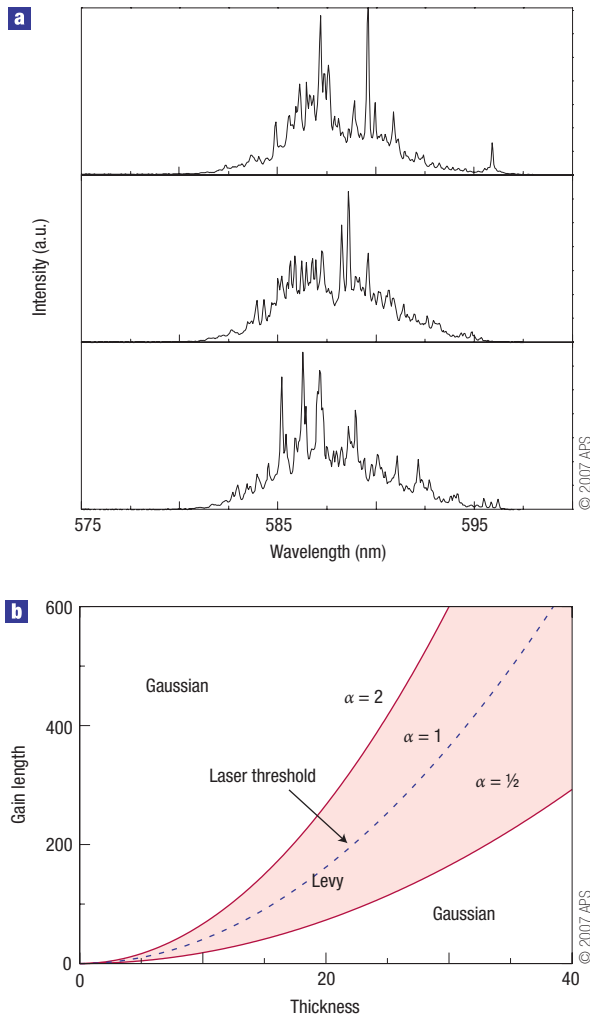 a
Intensity (a.u.)
575
585
595
Wavelength (nm)
© 2007 APS
b
600
400
200
0
Gain length
Gaussian
α = 2
α = 1
α = ½
Laser threshold
Levy
Gaussian
0
20
40
Thickness
© 2007 APS